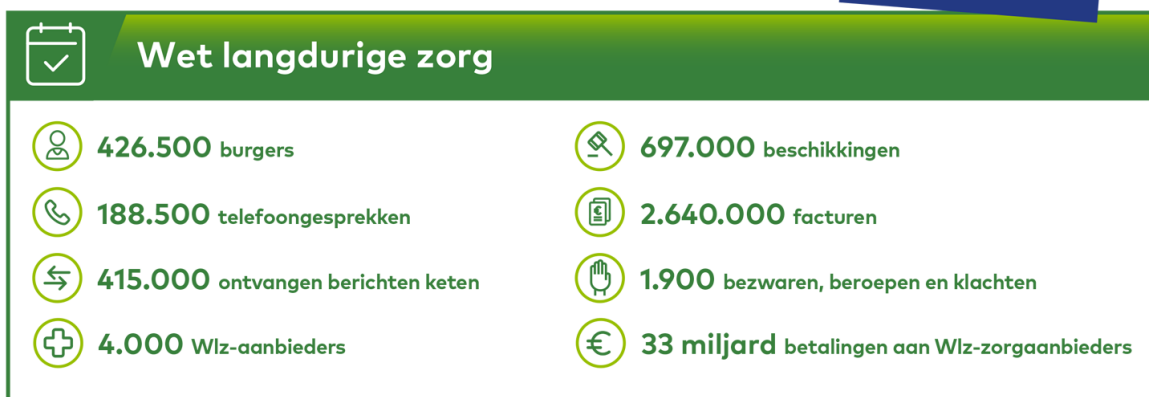 Wet langdurige zorg
426.500 burgers
188.500 telefoongesprekken
415.000 ontvangen berichten keten
4.000 Wlz-aanbieders
697.000 beschikkingen
2.640.000 facturen
1.900 bezwaren, beroepen en klachten
33 miljard betalingen aan Wlz-zorgaanbieders